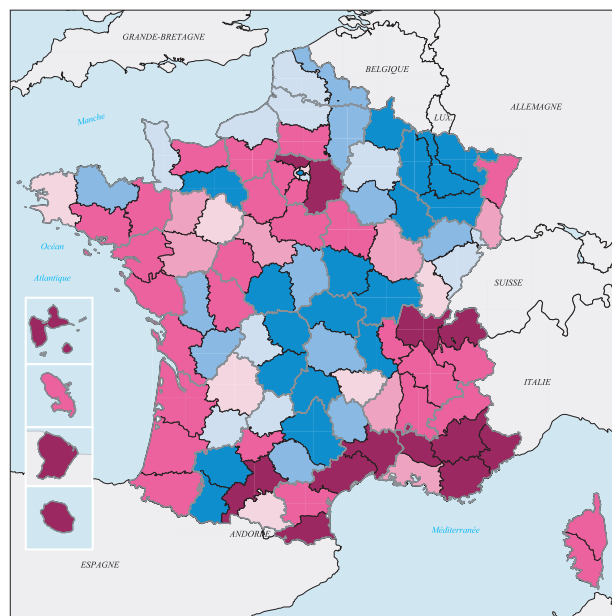 GRANDE-BRETAGNE
BELGIQUE
LUX.
ALLEMAGNE
Manche
Océan
Atlantique
SUISSE
ITALIE
ANDORRE
Méditerranée
ESPAGNE